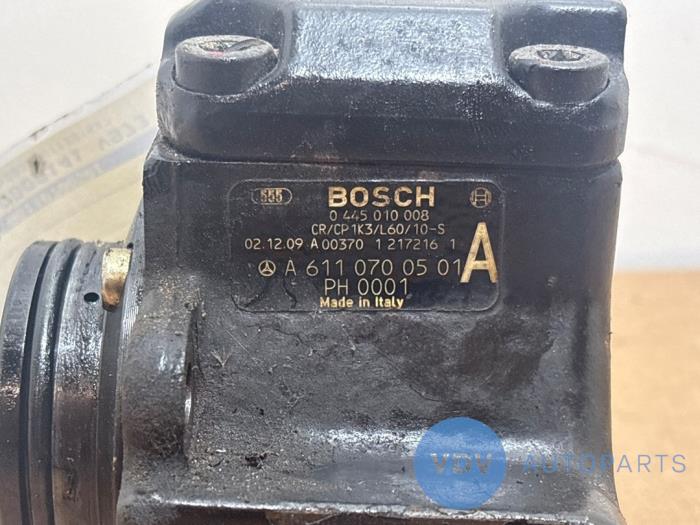 555 BOSCH
0 445 010 008
CR/CP1K3/L60/10-S
02.12.09 A 00370 1 217216 1
A 611 070 05 01 A
PH 0001
Made in Italy
VDV AUTOPARTS